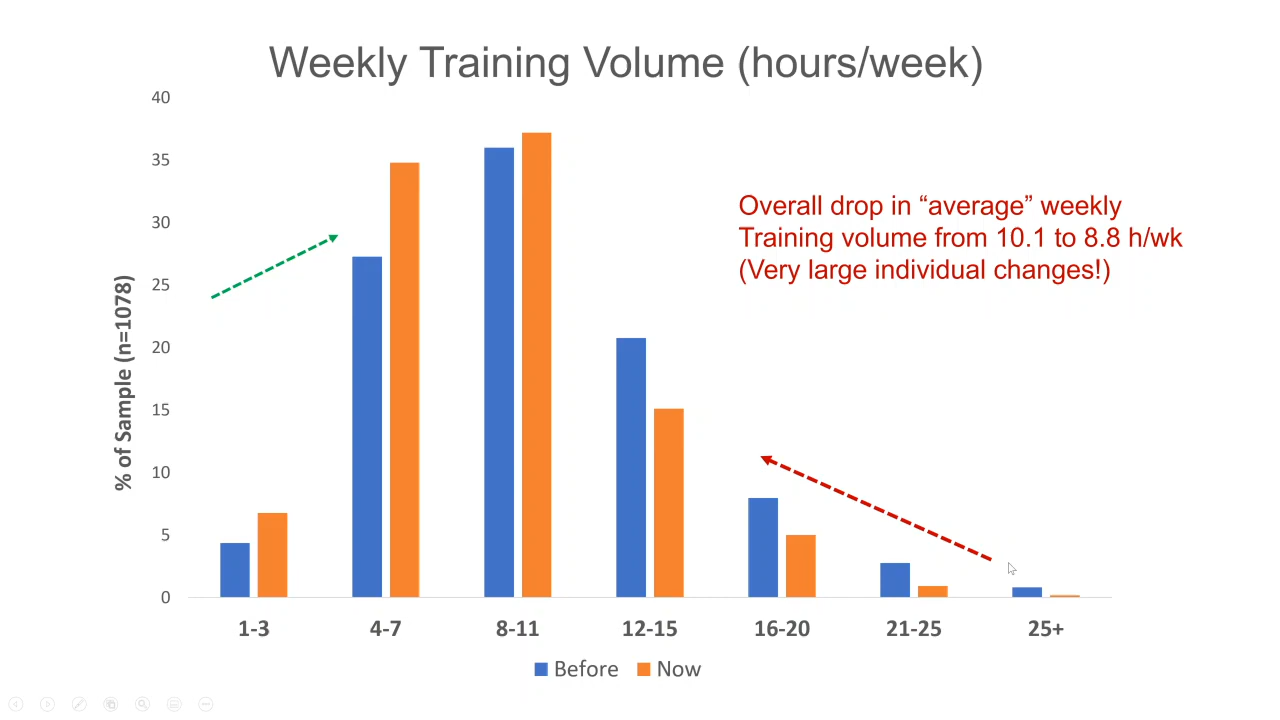 Weekly Training Volume (hours/week)
40
35
30
25
20
15
10
5
0
% of Sample (n=1078)
Overall drop in “average” weekly
Training volume from 10.1 to 8.8 h/wk
(Very large individual changes!)
1-3 4-7 8-11 12-15 16-20 21-25 25+
Before Now